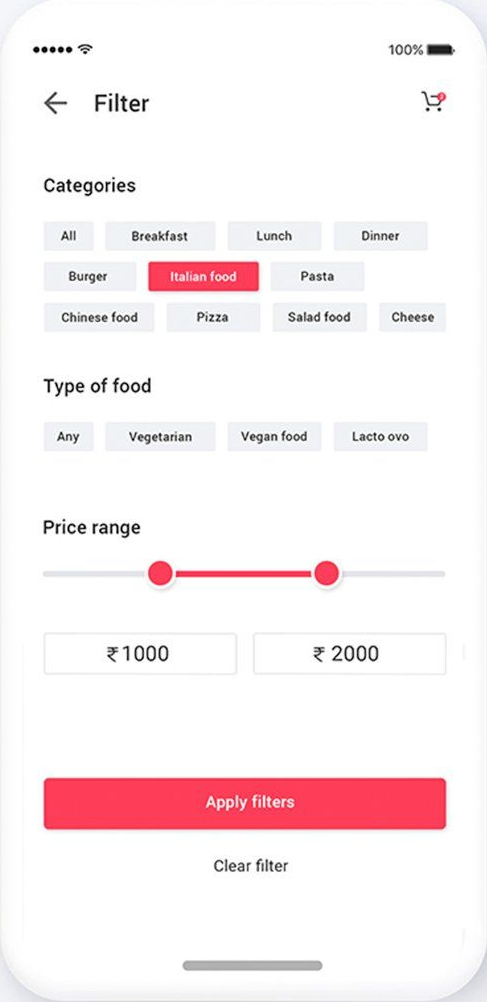 100%
Filter
Categories
All Breakfast Lunch Dinner
Burger Italian food Pasta
Chinese food Pizza Salad food Cheese
Type of food
Any Vegetarian Vegan food Lacto ovo
Price range
₹1000 ₹ 2000
Apply filters
Clear filter